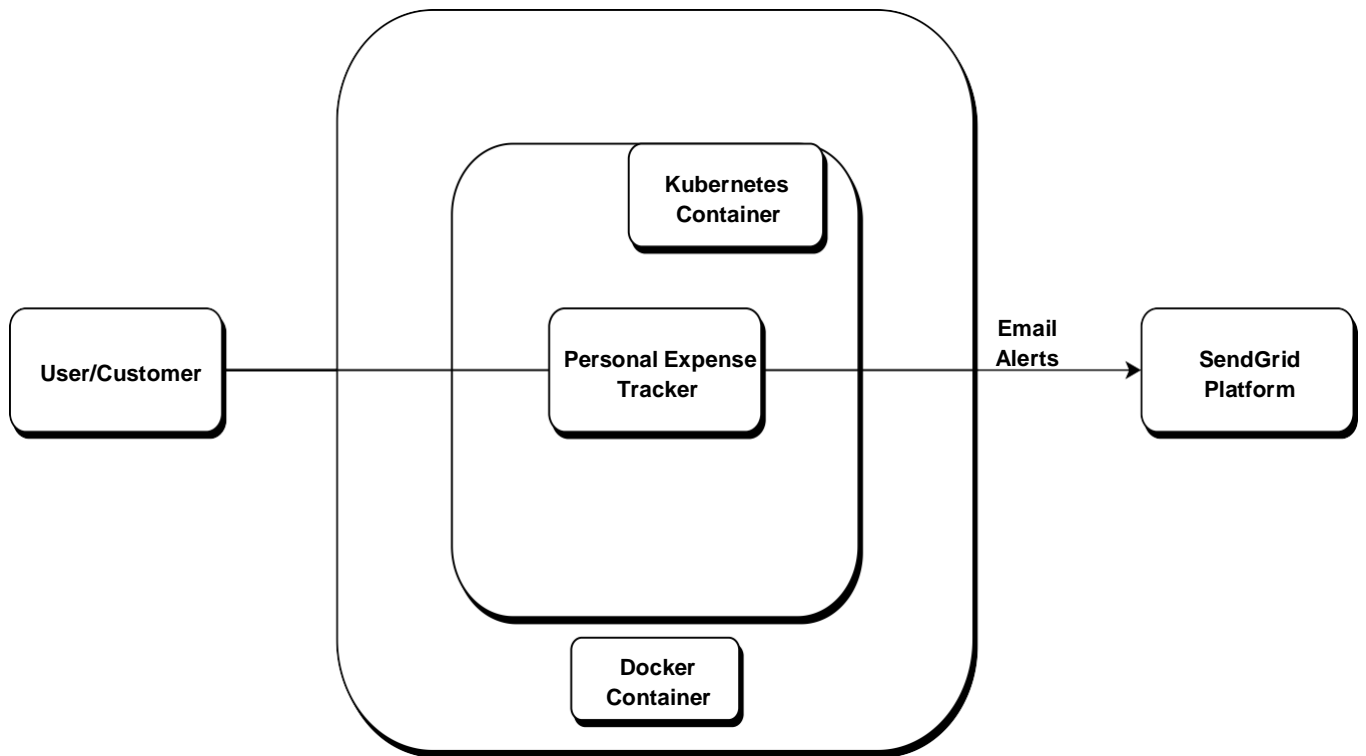 Kubernetes
Container
User/Customer
Personal Expense
Tracker
Email
Alerts
SendGrid
Platform
Docker
Container